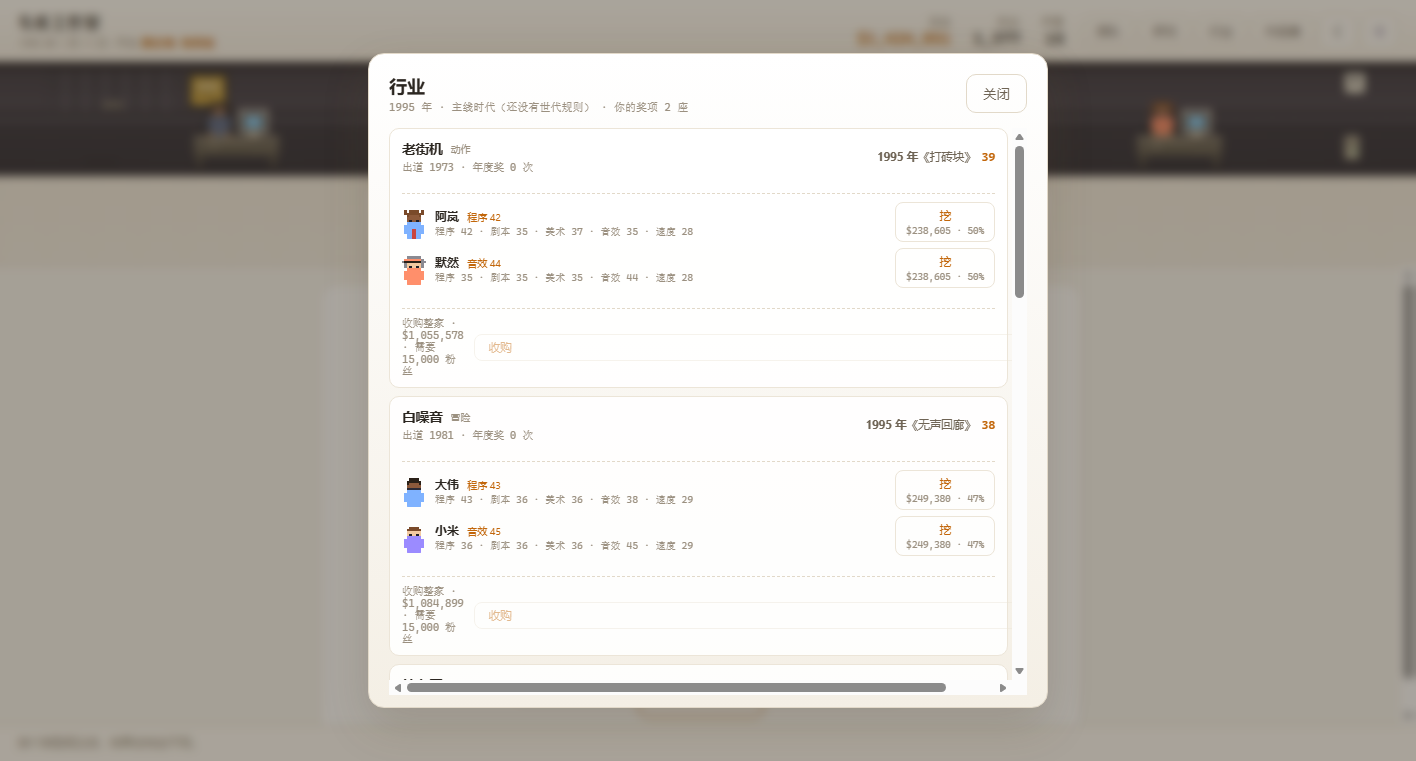 行业
1995 年 · 主线时代（还没有世代规则） · 你的奖项 2 座
关闭
老街机 动作
出道 1973 · 年度奖 0 次
1995 年《打砖块》 39
阿岚 程序 42
程序 42 · 剧本 35 · 美术 37 · 音效 35 · 速度 28
挖
$238,605 · 50%
默然 音效 44
程序 35 · 剧本 35 · 美术 35 · 音效 44 · 速度 28
挖
$238,605 · 50%
收购整家 ·
$1,055,578
· 需要
15,000 粉
丝
收购
白噪音 冒险
出道 1981 · 年度奖 0 次
1995 年《无声回廊》 38
大伟 程序 43
程序 43 · 剧本 36 · 美术 36 · 音效 38 · 速度 29
挖
$249,380 · 47%
小米 音效 45
程序 36 · 剧本 36 · 美术 36 · 音效 45 · 速度 29
挖
$249,380 · 47%
收购整家 ·
$1,084,899
· 需要
15,000 粉
丝
收购